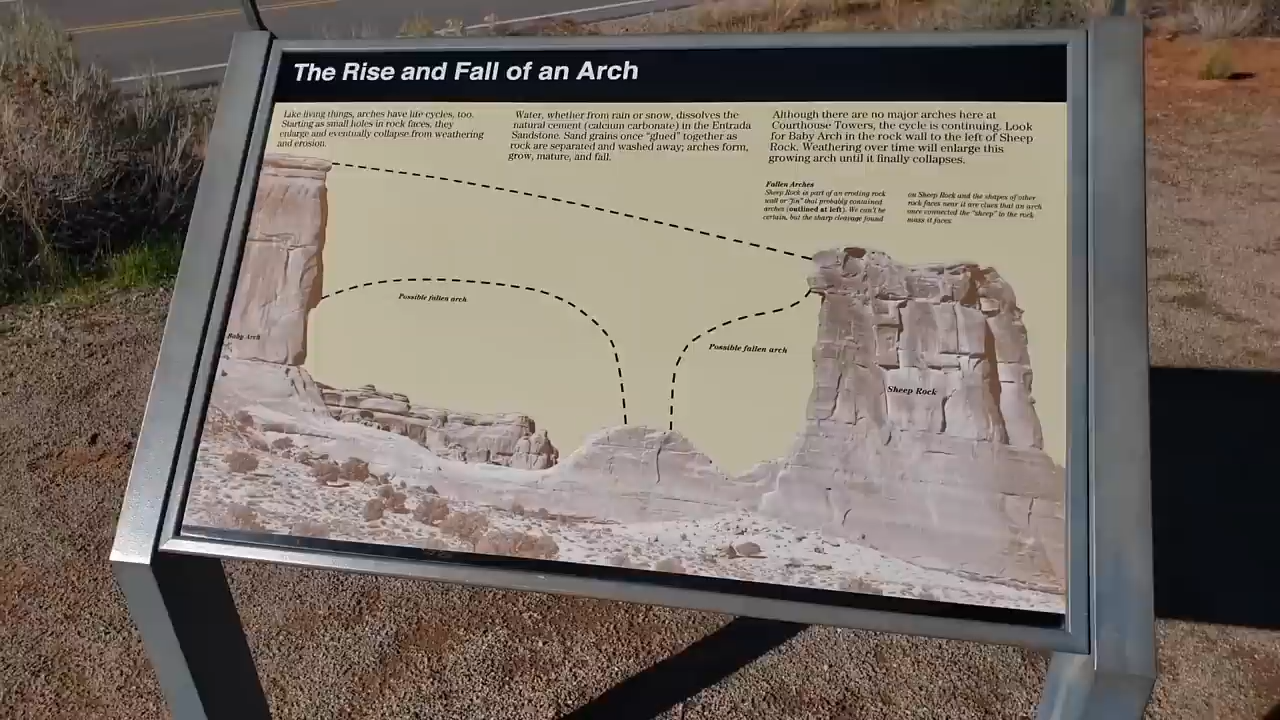 The Rise and Fall of an Arch
Like living things, arches have life cycles, too.
Starting as small holes in rock faces, they
enlarge and eventually collapse from weathering
and erosion.
Water, whether from rain or snow, dissolves the
natural cement (calcium carbonate) in the Entrada
Sandstone. Sand grains once "glued" together as
rock are separated and washed away; arches form,
grow, mature, and fall.
Although there are no major arches here at
Courthouse Towers, the cycle is continuing. Look
for Baby Arch in the rock wall to the left of Sheep
Rock. Weathering over time will enlarge this
growing arch until it finally collapses.
Fallen Arches
Sheep Rock is part of an eroding rock
wall or "fin" that probably contained
arches (outlined at left). We can't be
certain, but the sharp cleavage found
on Sheep Rock and the shapes of other
rock faces near it are clues that an arch
once connected the "sheep" to the rock
mass it faces.
Possible fallen arch
Baby Arch
Possible fallen arch
Sheep Rock